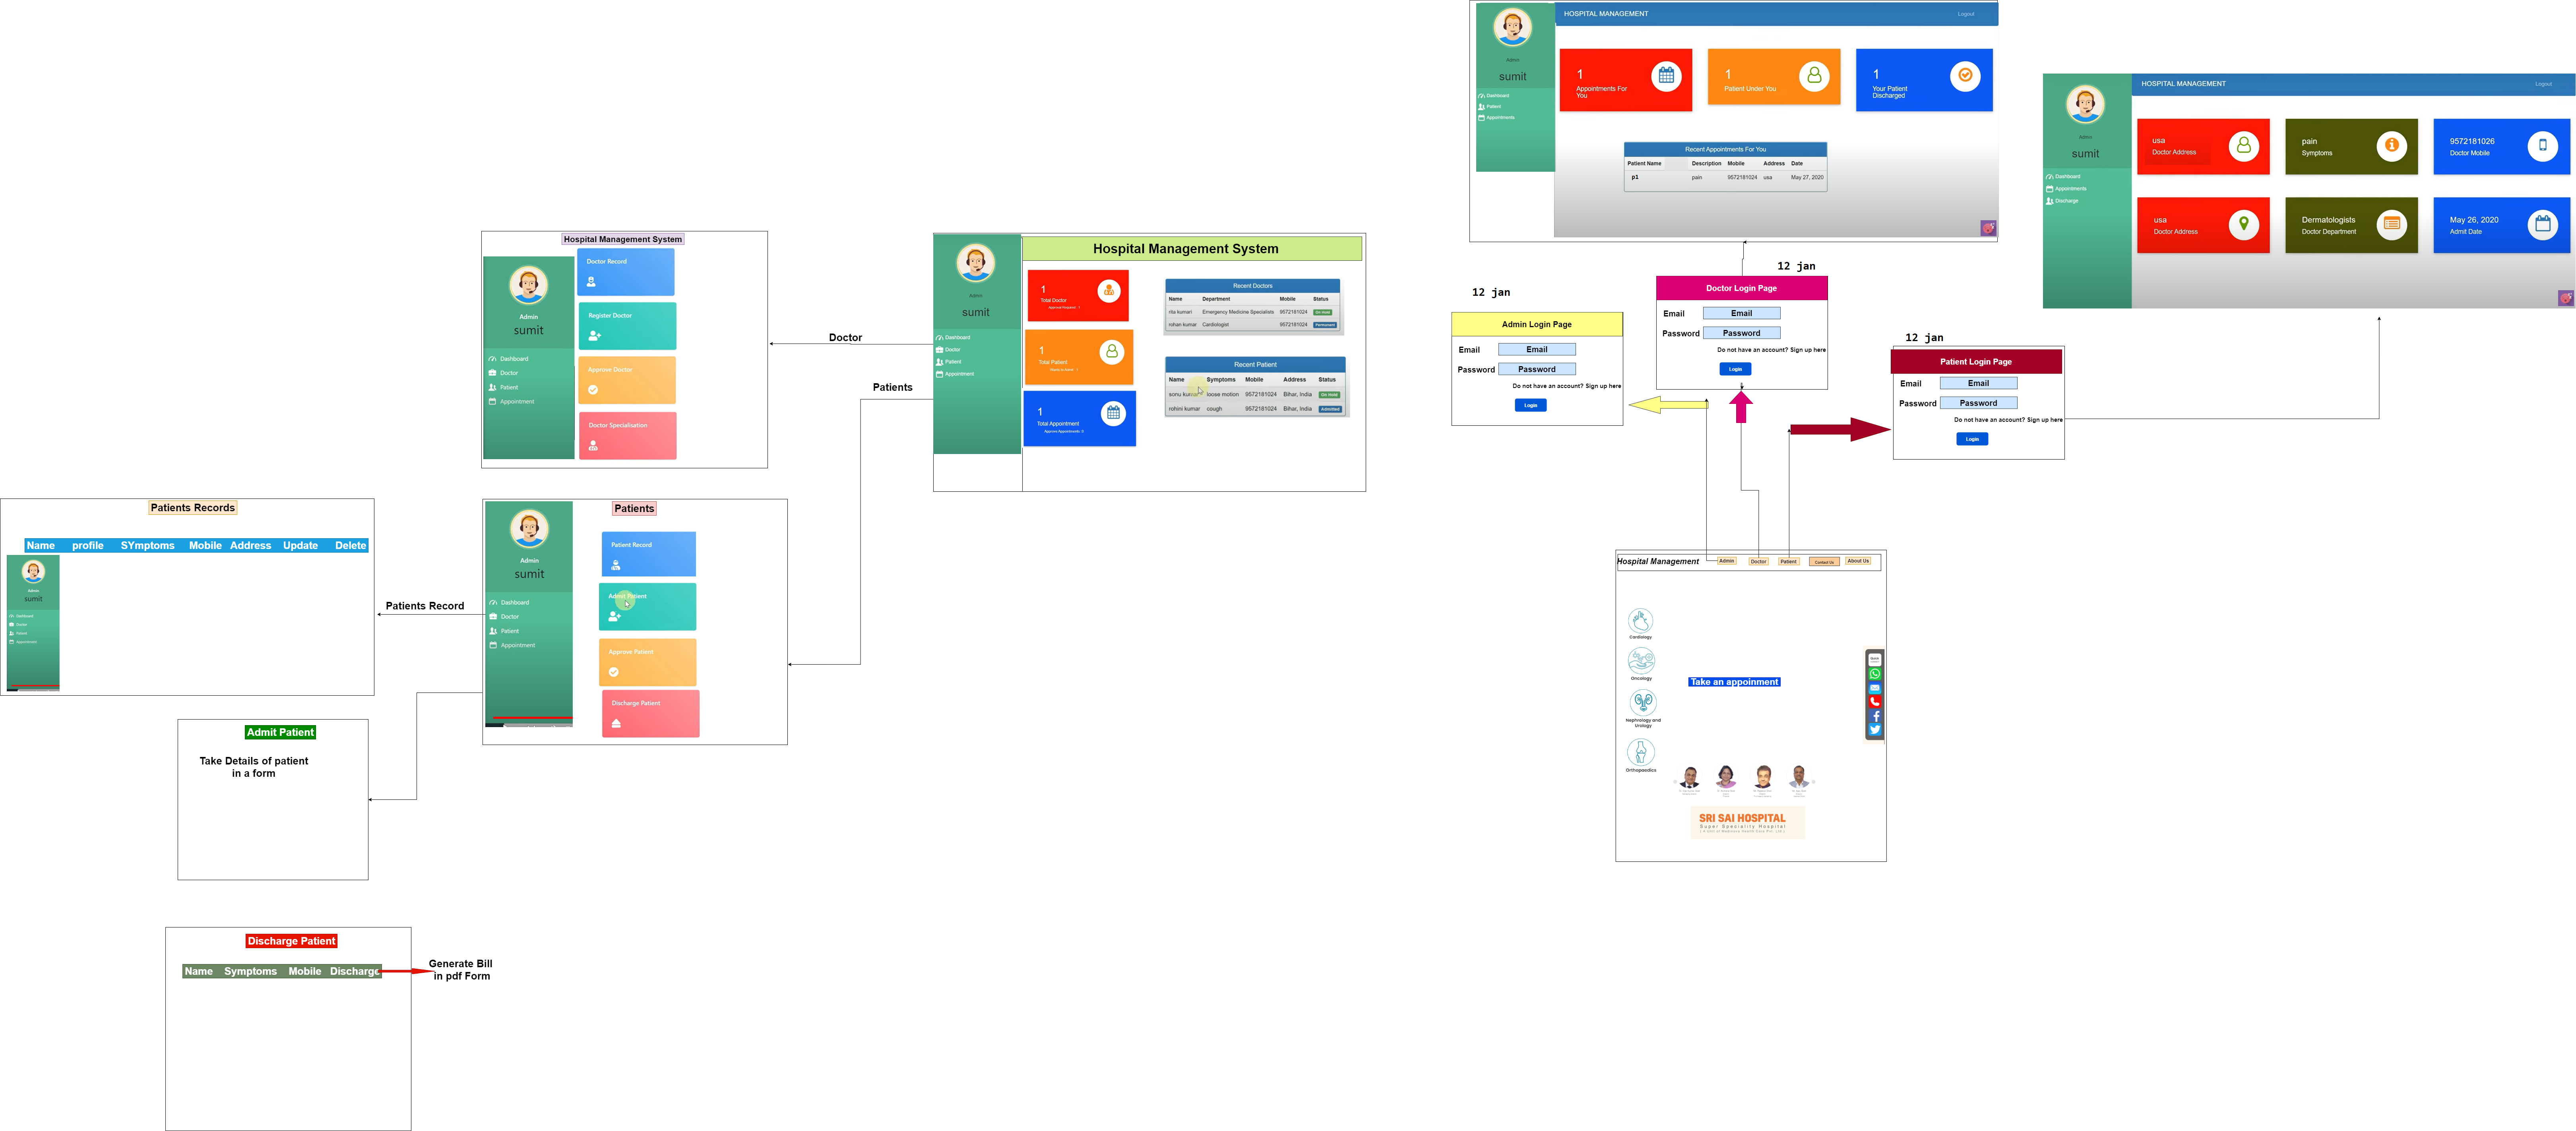 Hospital Management System
Doctor Record
Register Doctor
Approve Doctor
Doctor Specialisation
Admin
sumit
Dashboard
Doctor
Patient
Appointment
Doctor
Patients
Hospital Management System
Admin
sumit
Dashboard
Doctor
Patient
Appointment
1
Total Doctor
Approval Required : 1
1
Total Patient
1
Total Appointment
Approve Appointments: 0
Recent Doctors
Name Department Mobile Status
rita kumari Emergency Medicine Specialists 9572181024 On Hold
rohan kumar Cardiologist 9572181024 Permanent
Recent Patient
Name Symptoms Mobile Address Status
sonu kumar loose motion 9572181024 Bihar, India On Hold
rohini kumar cough 9572181024 Bihar, India Admitted
Patients Records
Name profile SYmptoms Mobile Address Update Delete
Admin
sumit
Dashboard
Doctor
Patient
Appointment
Patients Record
Patients
Admin
sumit
Dashboard
Doctor
Patient
Appointment
Patient Record
Admit Patient
Approve Patient
Discharge Patient
Admit Patient
Take Details of patient
in a form
Discharge Patient
Name Symptoms Mobile Discharge
Generate Bill
in pdf Form
HOSPITAL MANAGEMENT
Logout
Admin
sumit
Dashboard
Patient
Appointments
1
Appointments For
You
1
Patient Under You
1
Your Patient
Discharged
Recent Appointments For You
Patient Name Description Mobile Address Date
p1 pain 9572181024 usa May 27, 2020
HOSPITAL MANAGEMENT
Logout
Admin
sumit
Dashboard
Appointments
Discharge
usa
Doctor Address
pain
Symptoms
9572181026
Doctor Mobile
usa
Doctor Address
Dermatologists
Doctor Department
May 26, 2020
Admit Date
12 jan
Admin Login Page
Email Email
Password Password
Do not have an account? Sign up here
Login
12 jan
Doctor Login Page
Email Email
Password Password
Do not have an account? Sign up here
Login
12 jan
Patient Login Page
Email Email
Password Password
Do not have an account? Sign up here
Login
Hospital Management Admin Doctor Patient Contact Us About Us
Cardiology
Oncology
Nephrology and
Urology
Orthopaedics
Take an appoinment
SRI SAI HOSPITAL
Super Speciality Hospital